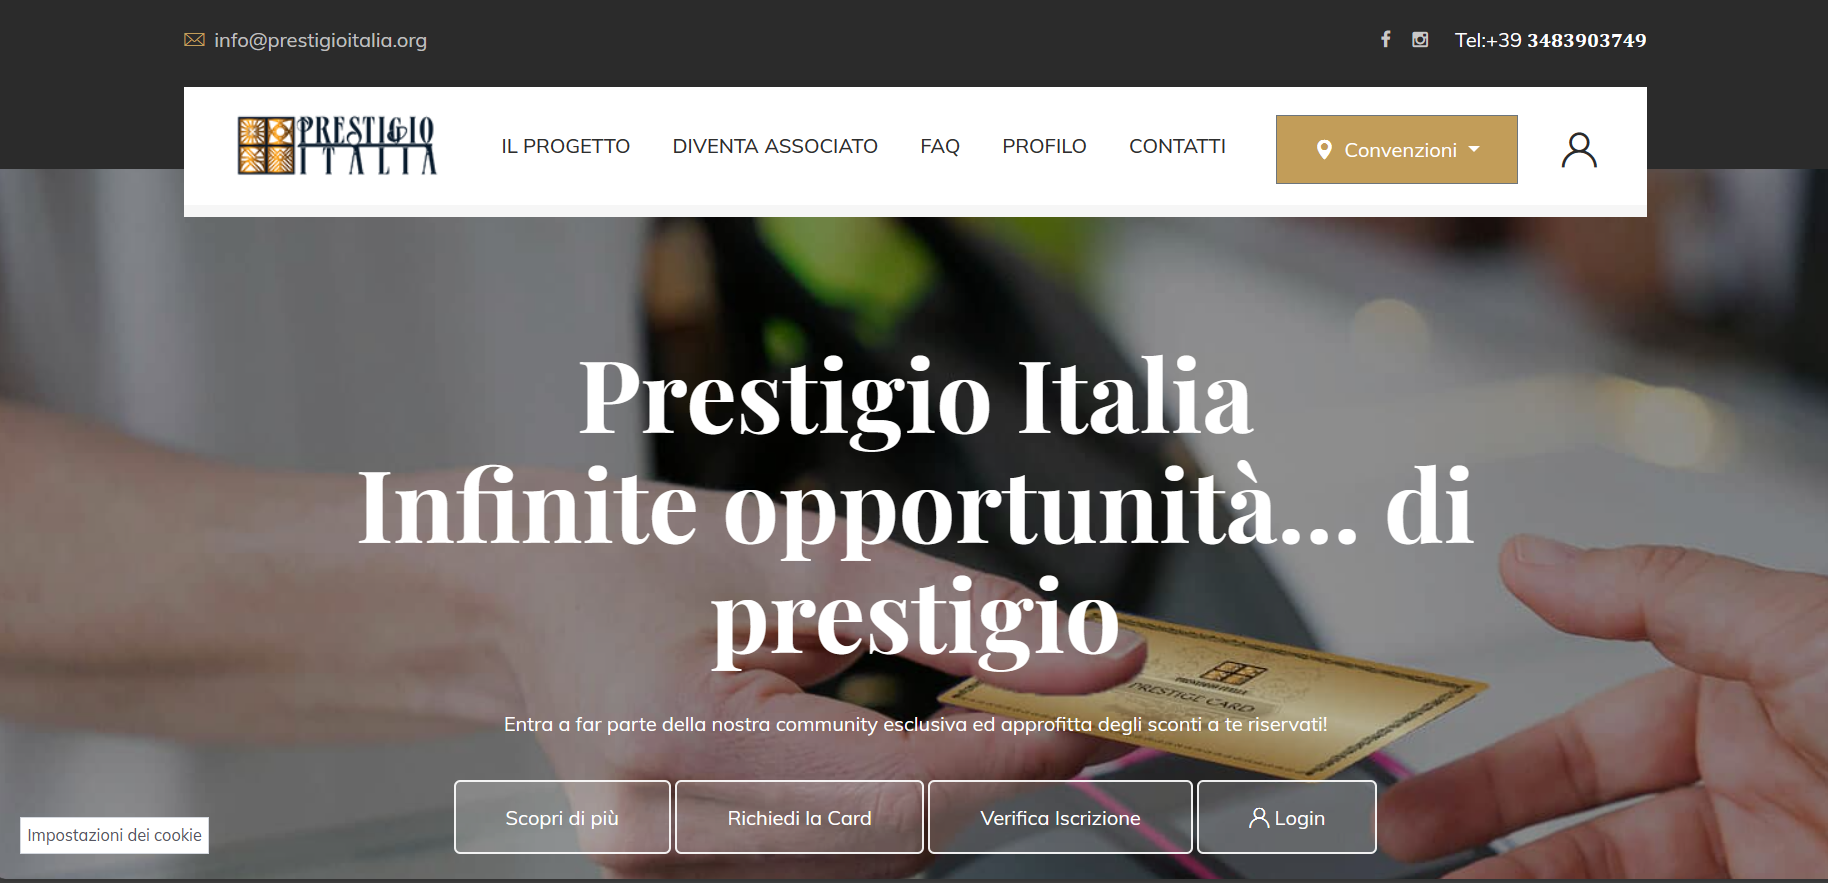 info@prestigioitalia.org
Tel:+39 3483903749
PRESTIGIO
ITALIA
IL PROGETTO
DIVENTA ASSOCIATO
FAQ
PROFILO
CONTATTI
Convenzioni
Prestigio Italia
Infinite opportunità... di
prestigio
PRESTIGIO ITALIA
PRESTIGE CARD
Entra a far parte della nostra community esclusiva ed approfitta degli sconti a te riservati!
Scopri di più
Richiedi la Card
Verifica Iscrizione
Login
Impostazioni dei cookie